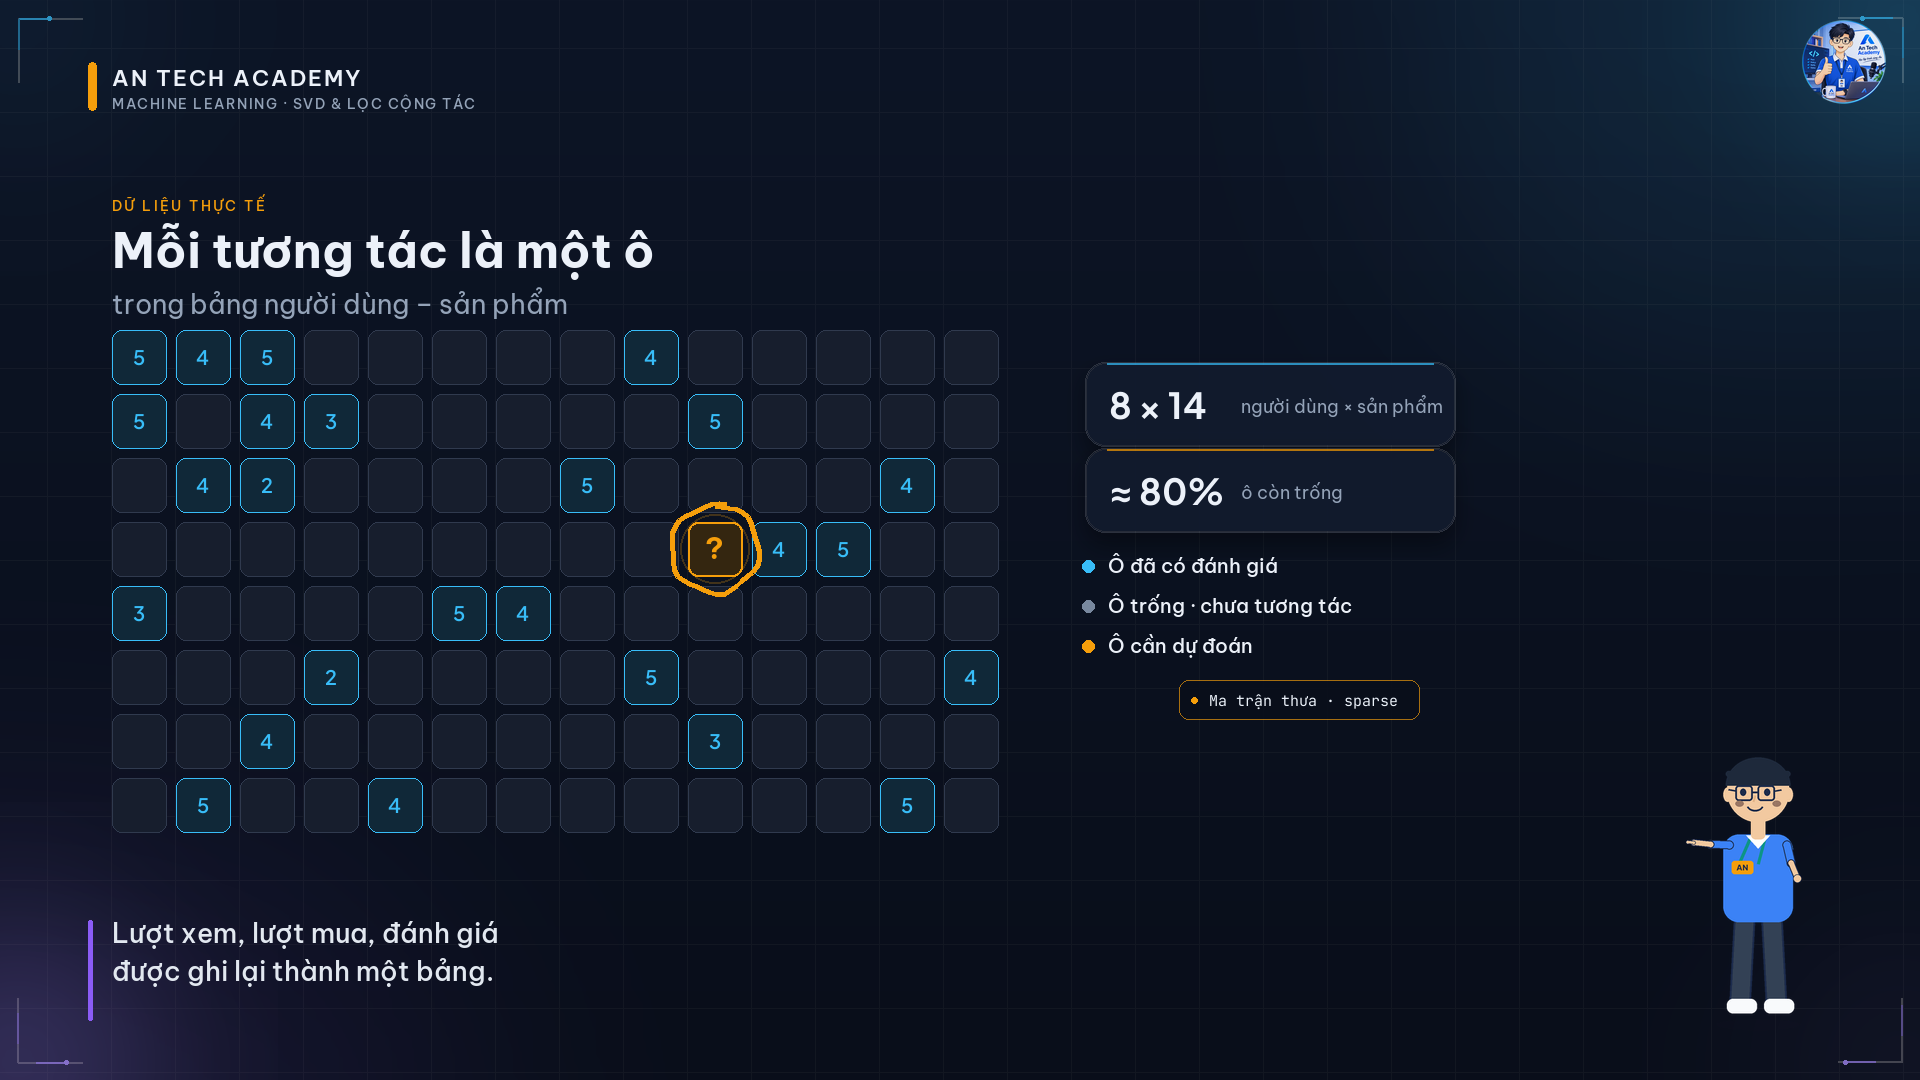 AN TECH ACADEMY
MACHINE LEARNING · SVD & LỌC CỘNG TÁC
An Tech
Academy
DỮ LIỆU THỰC TẾ
Mỗi tương tác là một ô
trong bảng người dùng – sản phẩm
5 4 5 4
5 4 3 5
4 2 5 4
? 4 5
3 5 4
2 5 4
4 3
5 4 5
8 × 14 người dùng × sản phẩm
≈ 80% ô còn trống
Ô đã có đánh giá
Ô trống · chưa tương tác
Ô cần dự đoán
Ma trận thưa · sparse
AN
Lượt xem, lượt mua, đánh giá
được ghi lại thành một bảng.